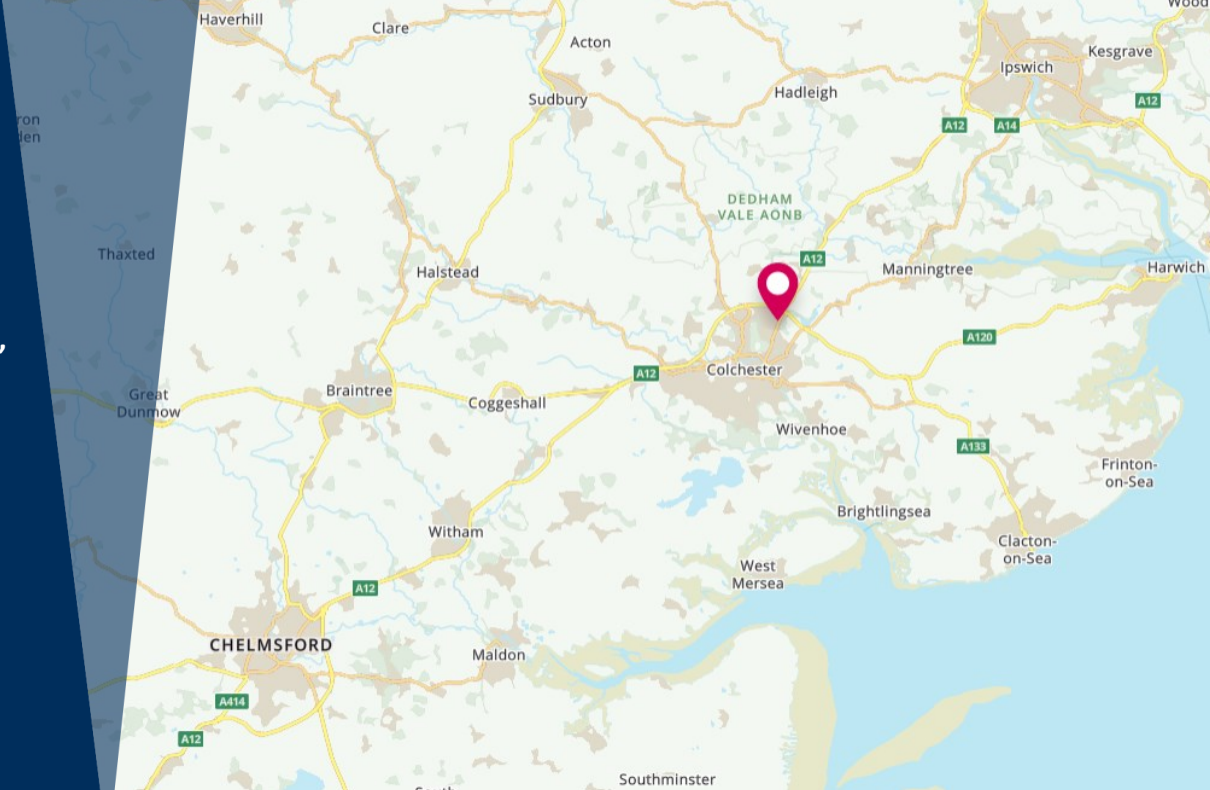 Haverhill
Clare
Acton
Ipswich
Kesgrave
Sudbury
Hadleigh
A12
A12
A14
DEDHAM
VALE AONB
Thaxted
Halstead
A12
Manningtree
Harwich
A120
A12
Colchester
Great
Dunmow
Braintree
Coggeshall
Wivenhoe
A133
Frinton-
on-Sea
Brightlingsea
Witham
Clacton-
on-Sea
West
Mersea
A12
CHELMSFORD
Maldon
A414
A12
Southminster